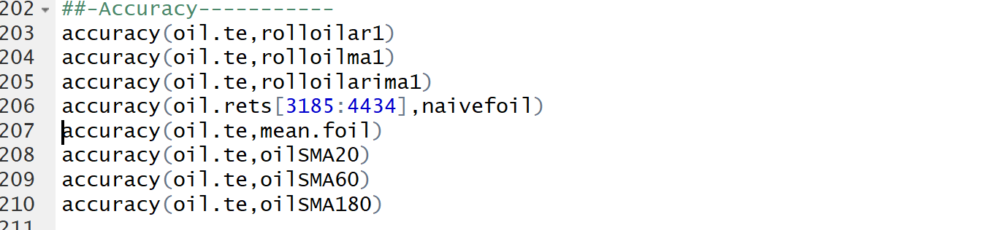 202 ##-Accuracy-----------
203 accuracy(oil.te,rolloilar1)
204 accuracy(oil.te,rolloilma1)
205 accuracy(oil.te,rolloilarima1)
206 accuracy(oil.rets[3185:4434],naivefoil)
207 accuracy(oil.te,mean.foil)
208 accuracy(oil.te,oilSMA20)
209 accuracy(oil.te,oilSMA60)
210 accuracy(oil.te,oilSMA180)
211